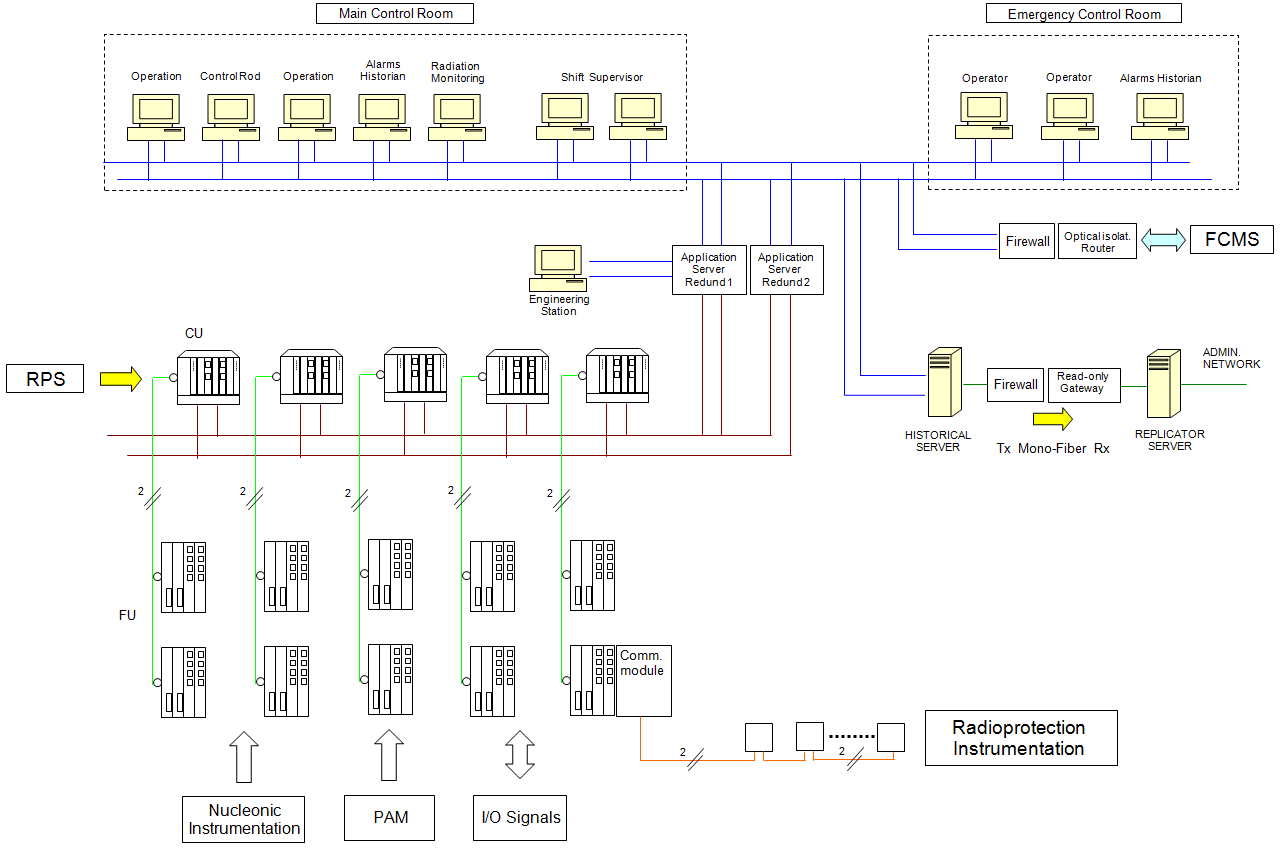 Main Control Room
Emergency Control Room
Operation
Control Rod
Operation
Alarms
Historian
Radiation
Monitoring
Shift Supervisor
Operator
Operator
Alarms Historian
Firewall
Optical isolat.
Router
FCMS
Engineering
Station
Application
Server
Redund 1
Application
Server
Redund 2
CU
RPS
HISTORICAL
SERVER
Firewall
Read-only
Gateway
Tx Mono-Fiber Rx
REPLICATOR
SERVER
ADMIN.
NETWORK
2
2
2
2
2
FU
Comm.
module
2
2
Radioprotection
Instrumentation
Nucleonic
Instrumentation
PAM
I/O Signals